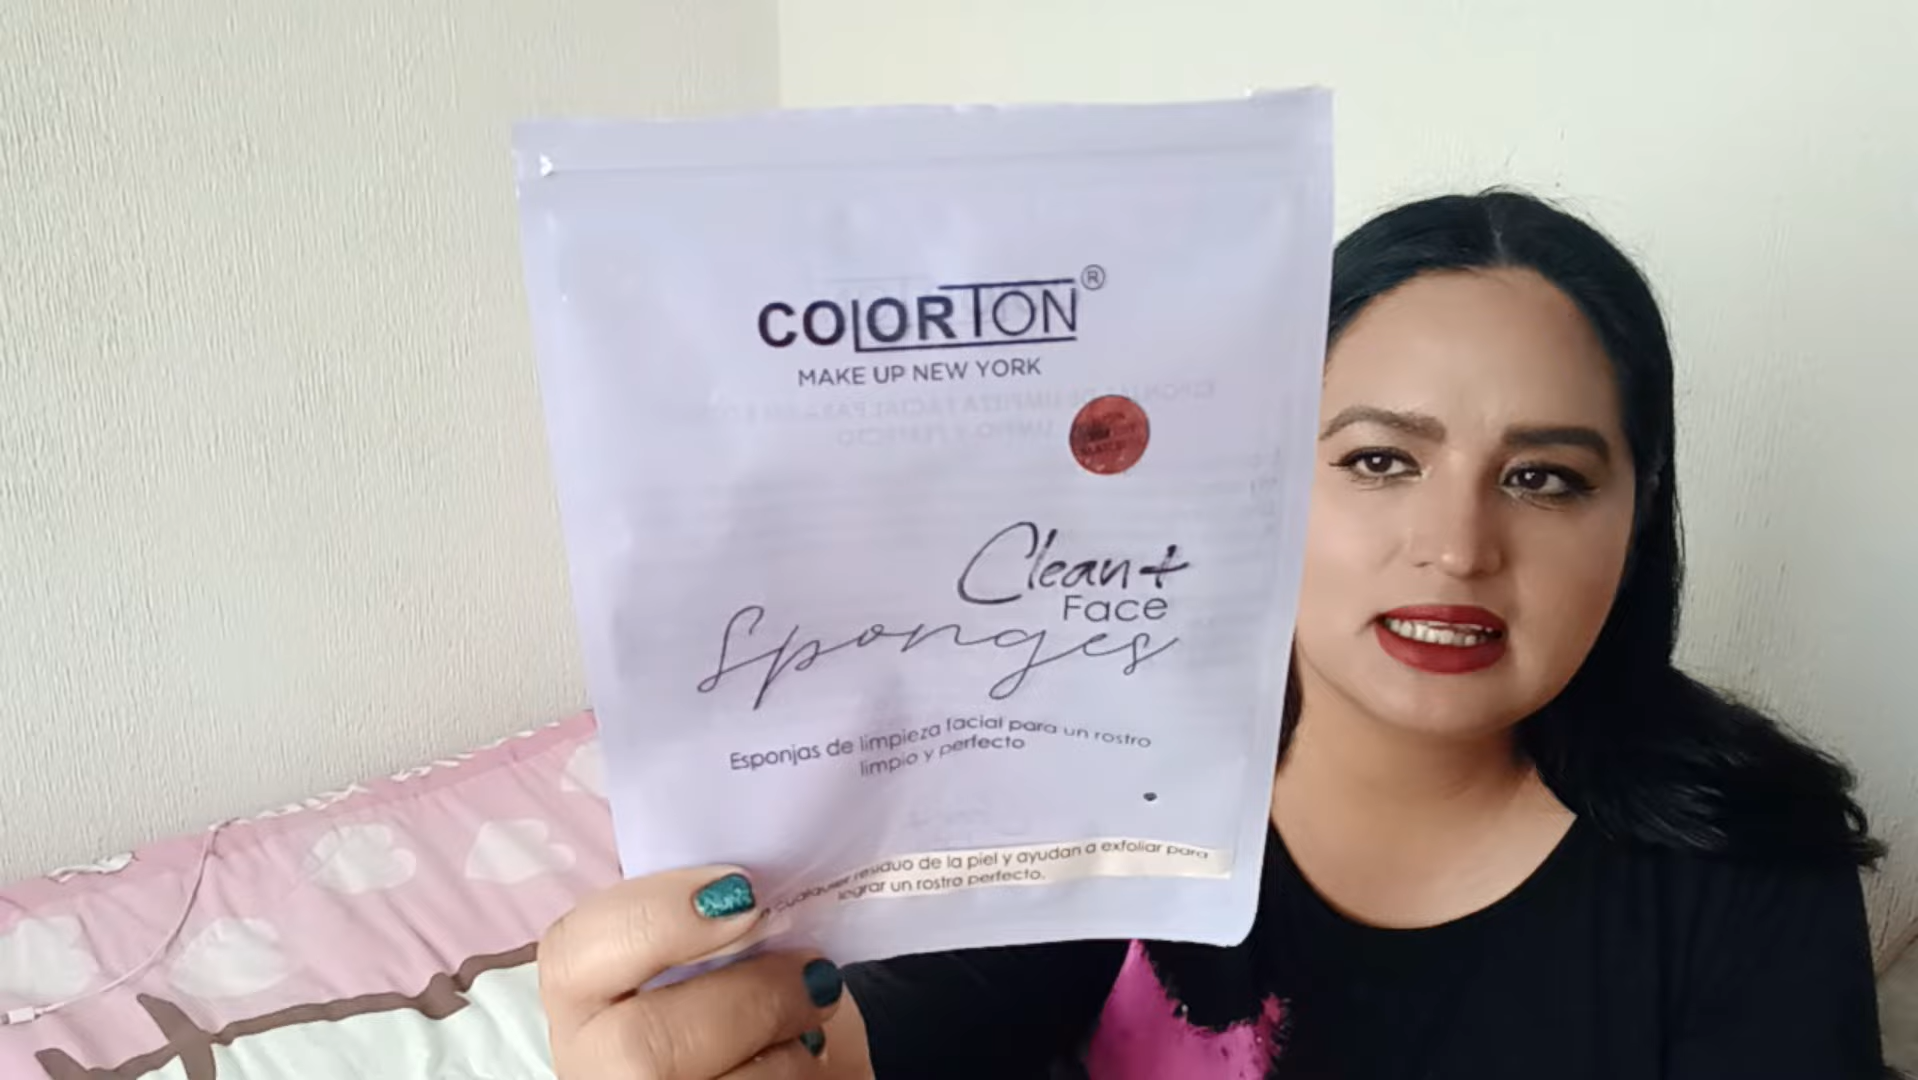 COLORTON®
MAKE UP NEW YORK
Clean+
Face
Sponges
Esponjas de limpieza facial para un rostro
limpio y perfecto
cualquier residuo de la piel y ayudan a exfoliar para
lograr un rostro perfecto.